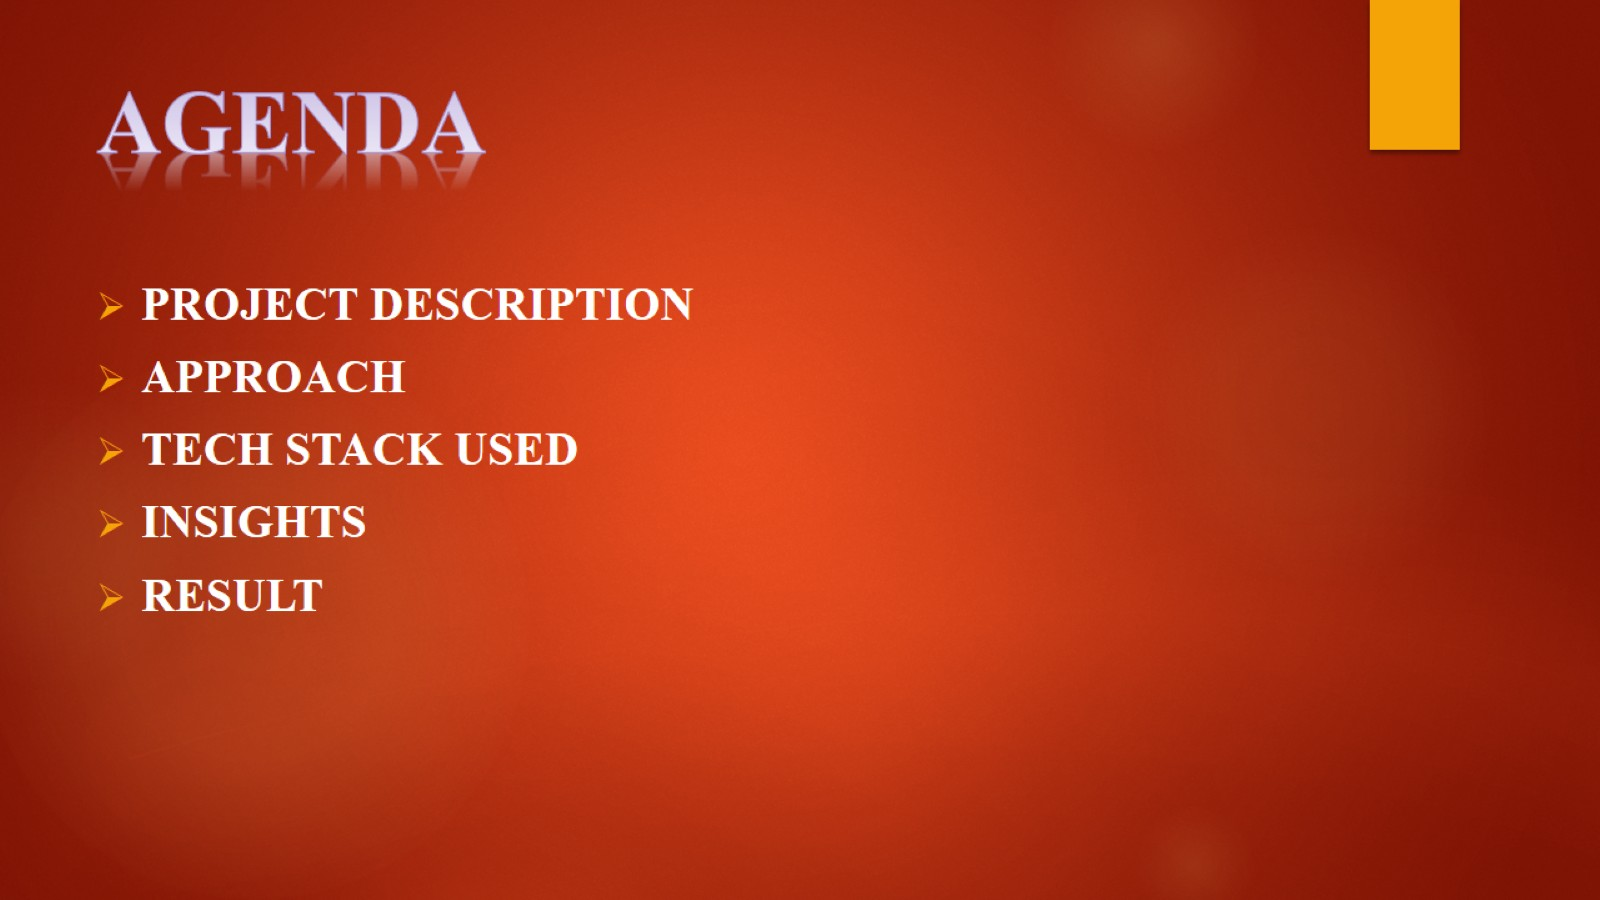 AGENDA
PROJECT DESCRIPTION
APPROACH
TECH STACK USED
INSIGHTS
RESULT